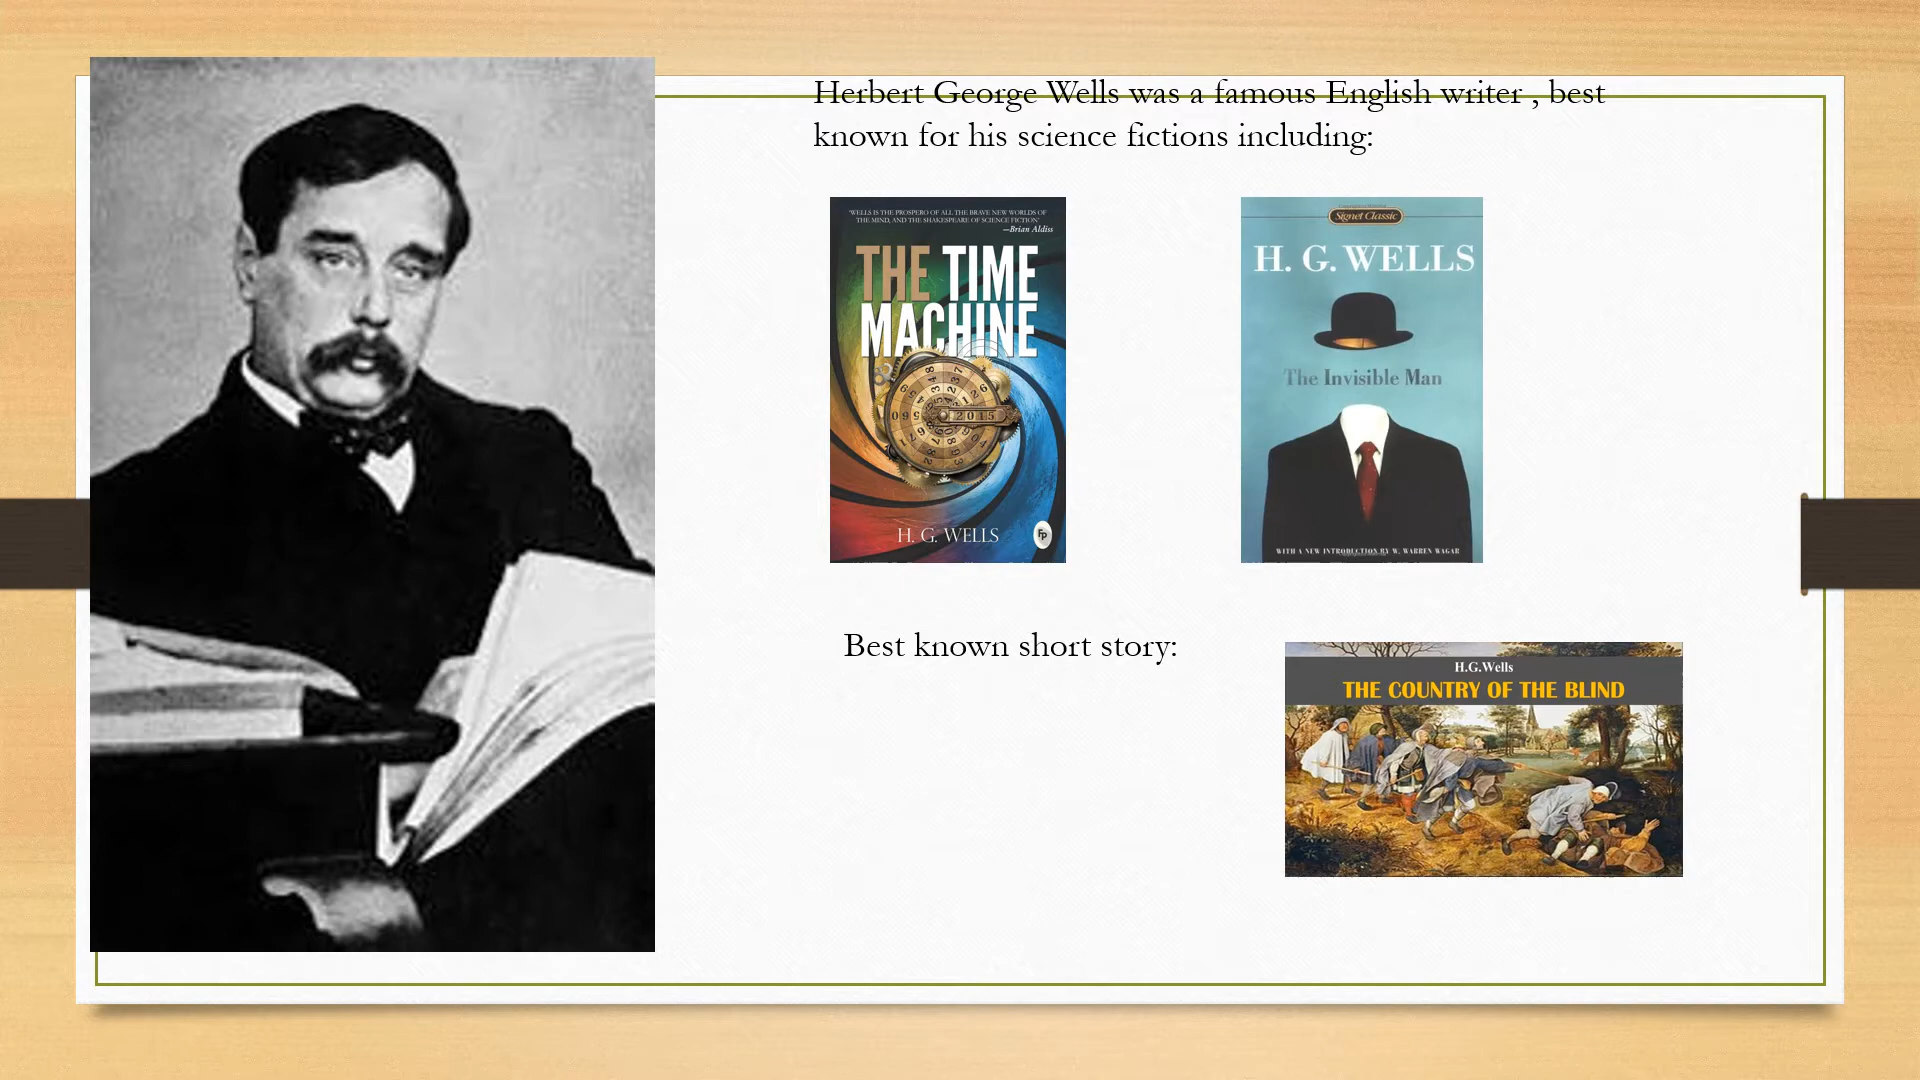 Herbert George Wells was a famous English writer , best
known for his science fictions including:
"WELLS IS THE PROSPERO OF ALL THE BRAVE NEW WORLDS OF
THE MIND, AND THE SHAKESPEARE OF SCIENCE FICTION"
—Brian Aldiss
THE TIME
MACHINE
2015
H. G. WELLS
Fp
Signet Classic
H. G. WELLS
The Invisible Man
WITH A NEW INTRODUCTION BY W. WARREN WAGAR
Best known short story:
H.G.Wells
THE COUNTRY OF THE BLIND